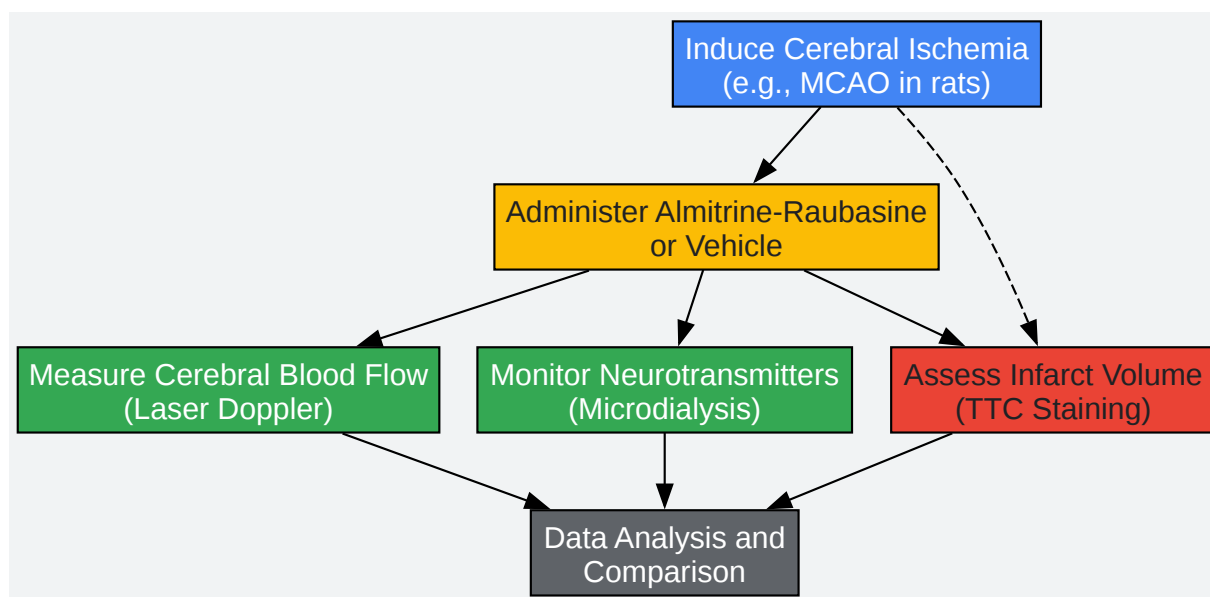 Induce Cerebral Ischemia
(e.g., MCAO in rats)
Administer Almitrine-Raubasine
or Vehicle
Measure Cerebral Blood Flow
(Laser Doppler)
Monitor Neurotransmitters
(Microdialysis)
Assess Infarct Volume
(TTC Staining)
Data Analysis and
Comparison